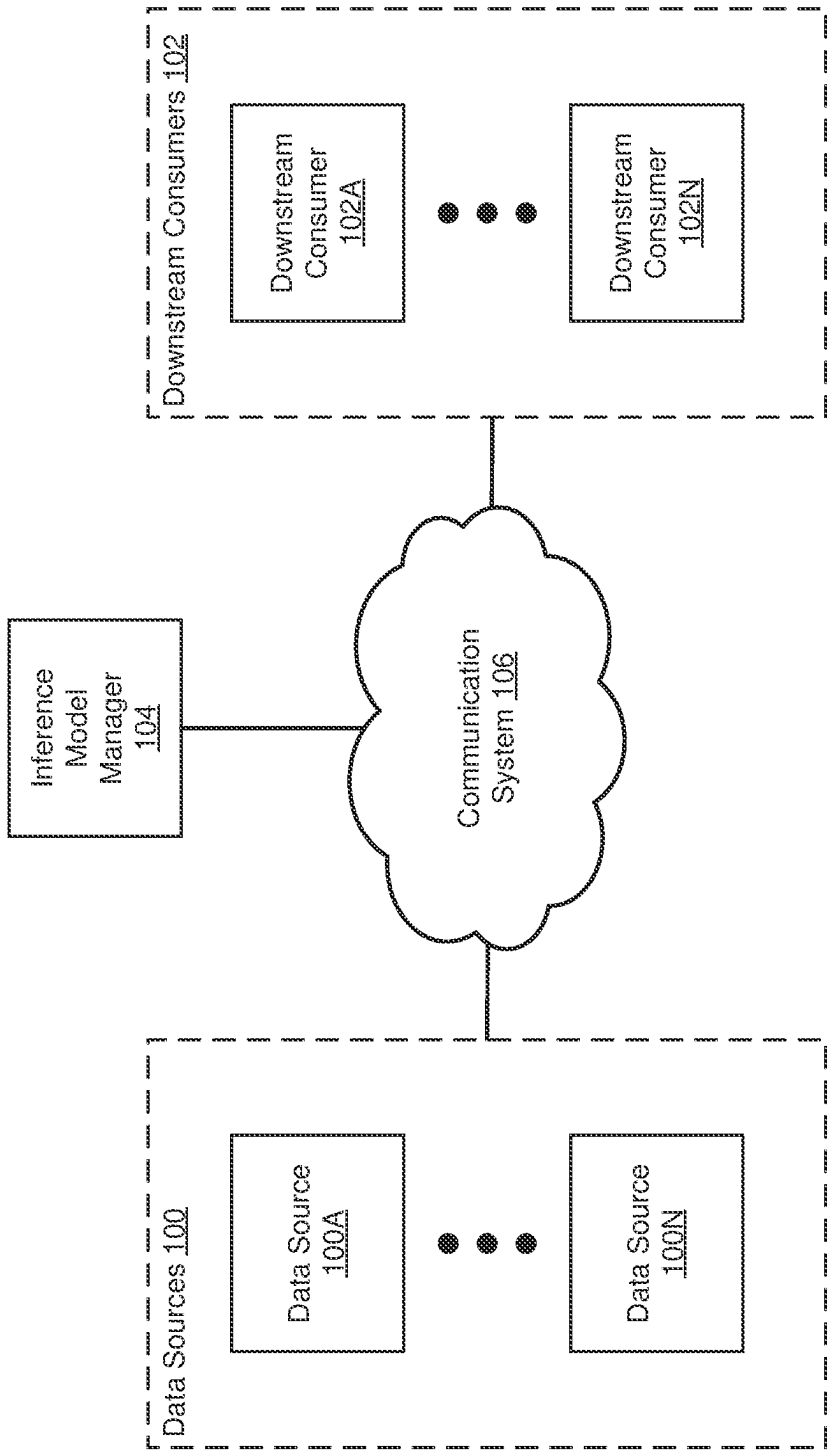 Inference
Model
Manager
104
Data Sources 100
Data Source
100A
Data Source
100N
Communication
System 106
Downstream Consumers 102
Downstream
Consumer
102A
Downstream
Consumer
102N